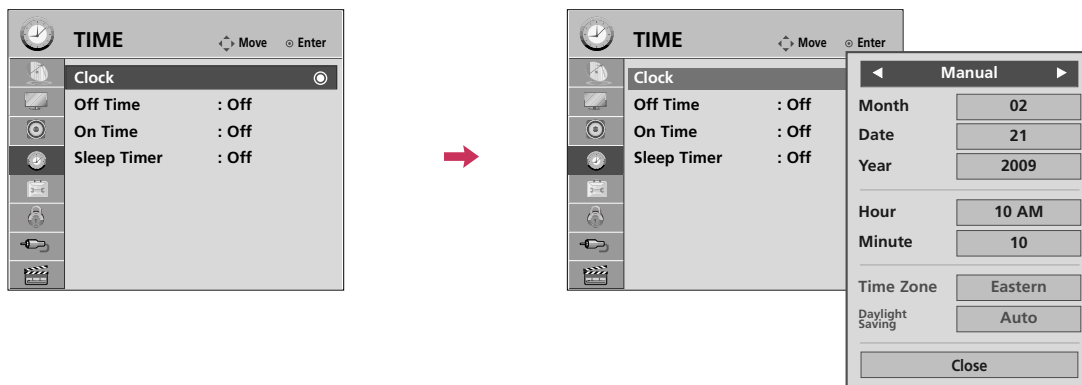 TIME Move Enter
Clock
Off Time : Off
On Time : Off
Sleep Timer : Off
TIME Move Enter
Clock
Off Time : Off
On Time : Off
Sleep Timer : Off
Manual
Month 02
Date 21
Year 2009
Hour 10 AM
Minute 10
Time Zone Eastern
Daylight
Saving Auto
Close